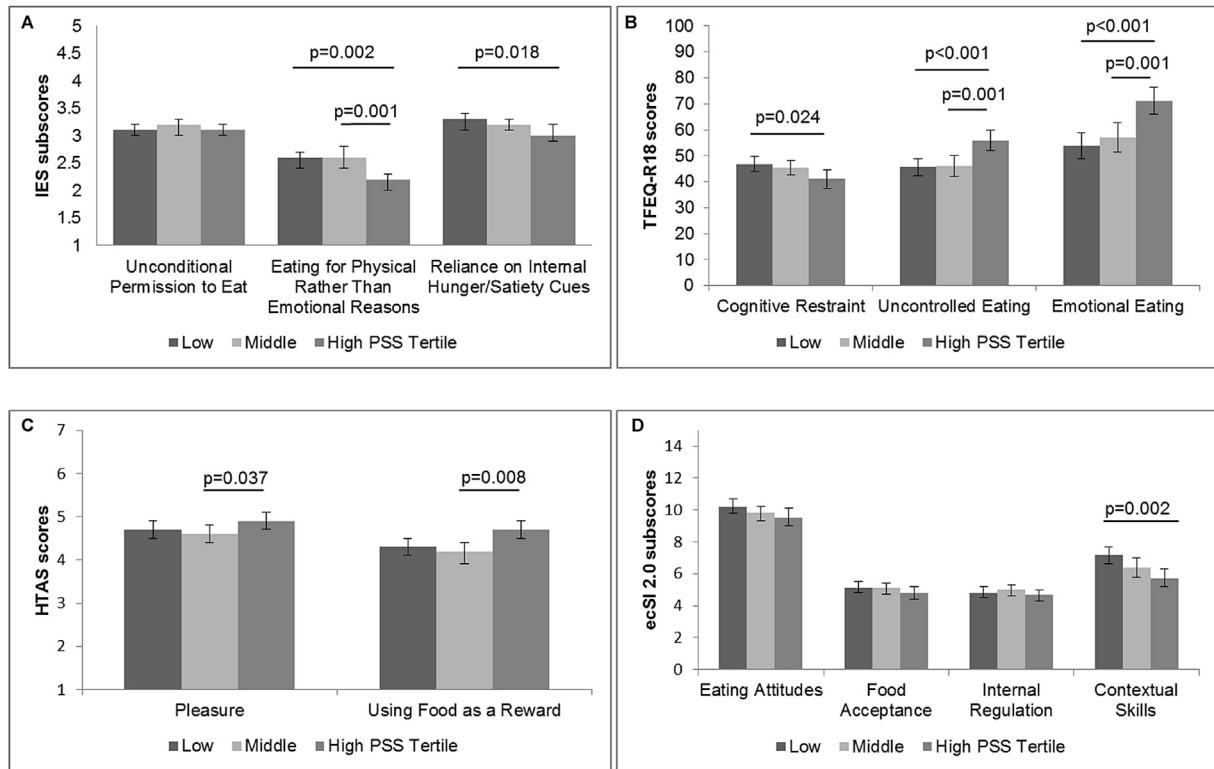 A
IES subscores
5
4.5
4
3.5
3
2.5
2
1.5
1
p=0.002
p=0.018
p=0.001
Unconditional
Permission to Eat
Eating for Physical
Rather Than
Emotional Reasons
Reliance on Internal
Hunger/Satiety Cues
Low
Middle
High PSS Tertile
B
TFEQ-R18 scores
100
90
80
70
60
50
40
30
20
10
0
p<0.001
p<0.001
p=0.001
p=0.001
p=0.024
Cognitive Restraint
Uncontrolled Eating
Emotional Eating
Low
Middle
High PSS Tertile
C
HTAS scores
7
6
5
4
3
2
1
p=0.037
p=0.008
Pleasure
Using Food as a Reward
Low
Middle
High PSS Tertile
D
ecSI 2.0 subscores
14
12
10
8
6
4
2
0
p=0.002
Eating Attitudes
Food
Acceptance
Internal
Regulation
Contextual
Skills
Low
Middle
High PSS Tertile